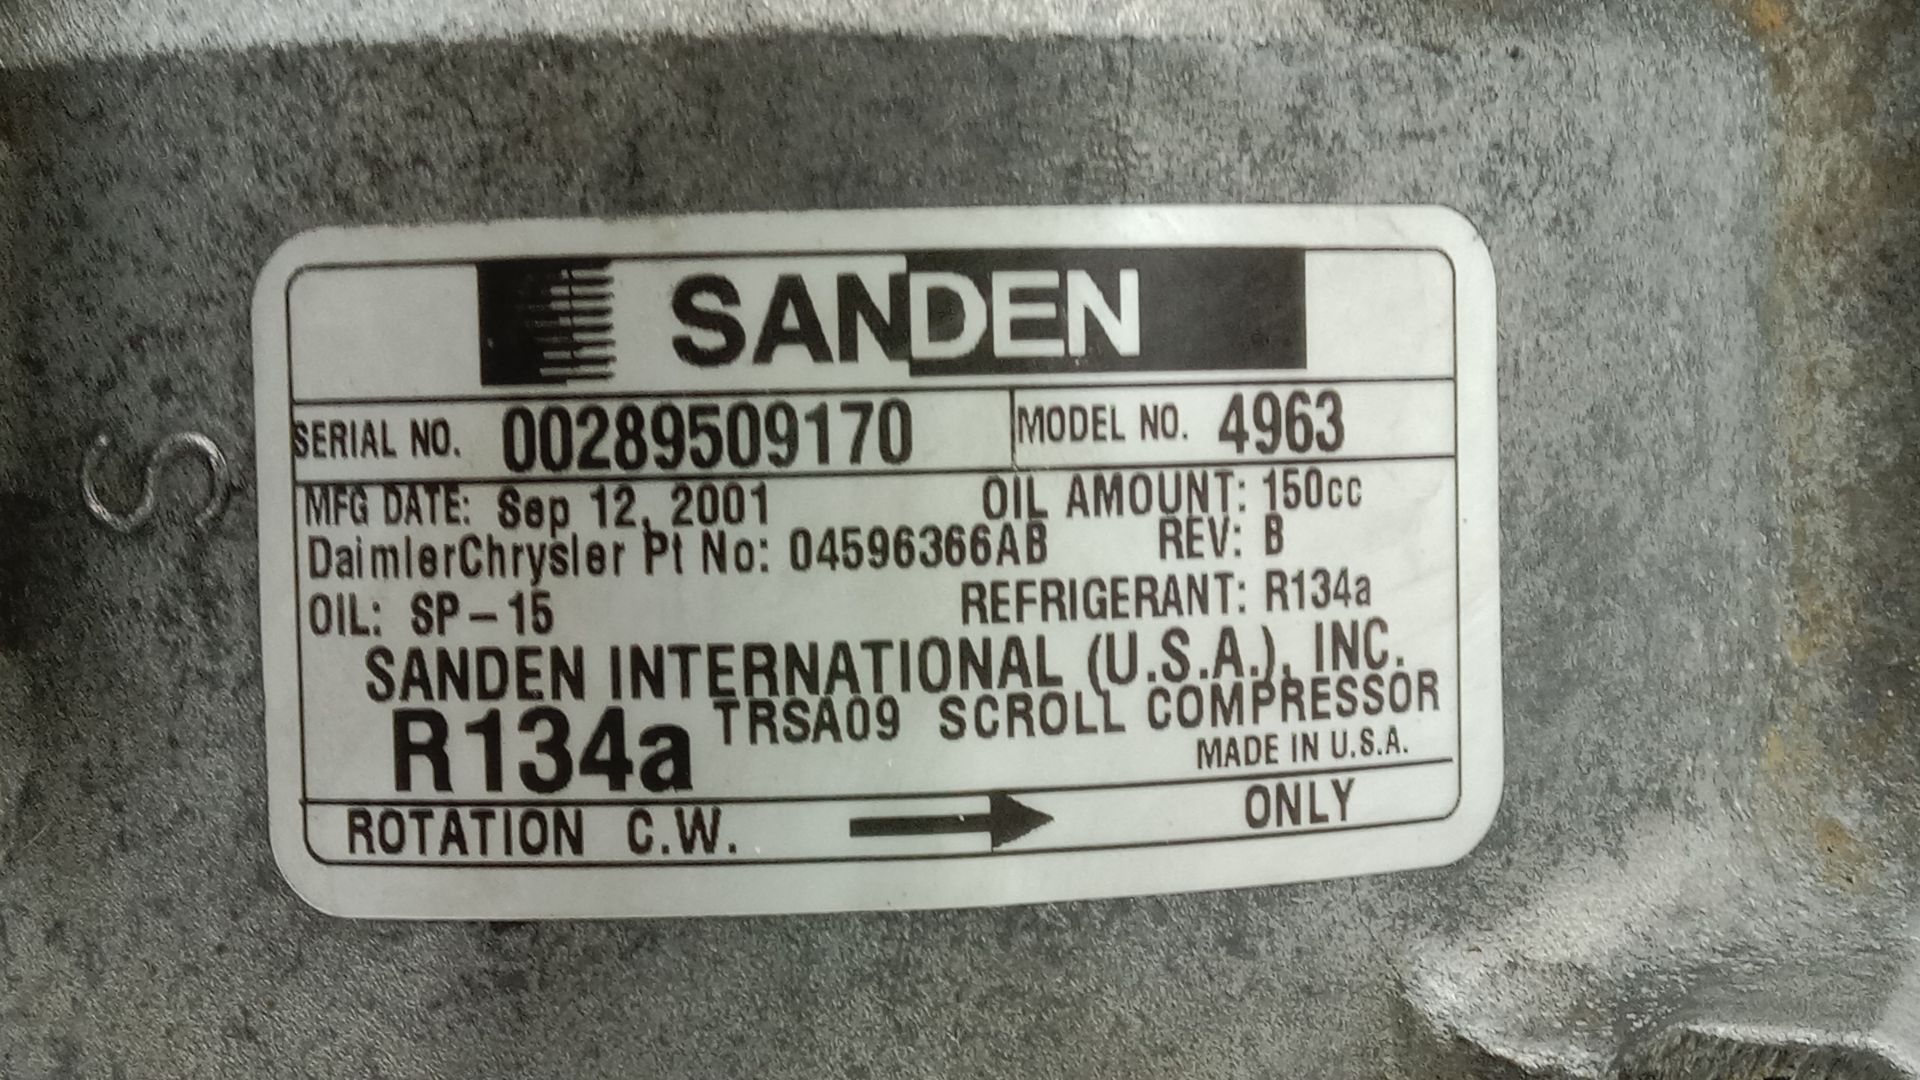 SANDEN
SERIAL NO. 00289509170 MODEL NO. 4963
MFG DATE: Sep 12, 2001 OIL AMOUNT: 150cc
DaimlerChrysler Pt No: 04596366AB REV: B
OIL: SP-15 REFRIGERANT: R134a
SANDEN INTERNATIONAL (U.S.A.), INC.
R134a TRSA09 SCROLL COMPRESSOR
MADE IN U.S.A.
ROTATION C.W. ONLY
S